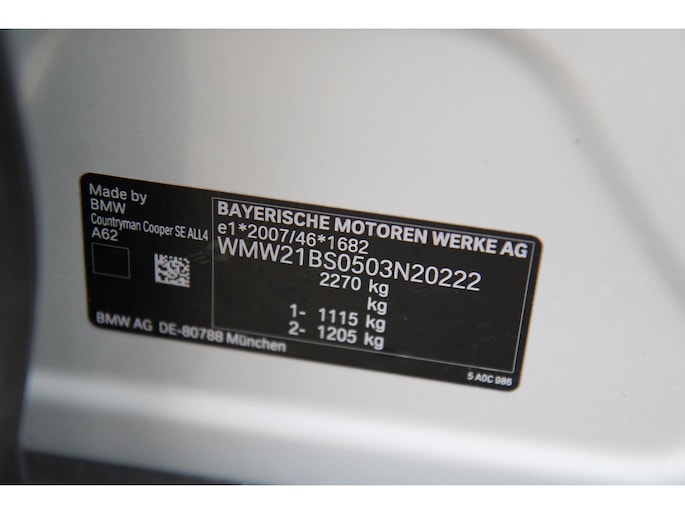 Made by
BMW
Countryman Cooper SE ALL4
A62
BMW AG DE-80788 München
BAYERISCHE MOTOREN WERKE AG
e1*2007/46*1682
WMW21BS0503N20222
2270 kg
kg
1- 1115 kg
2- 1205 kg
5 A0C 986